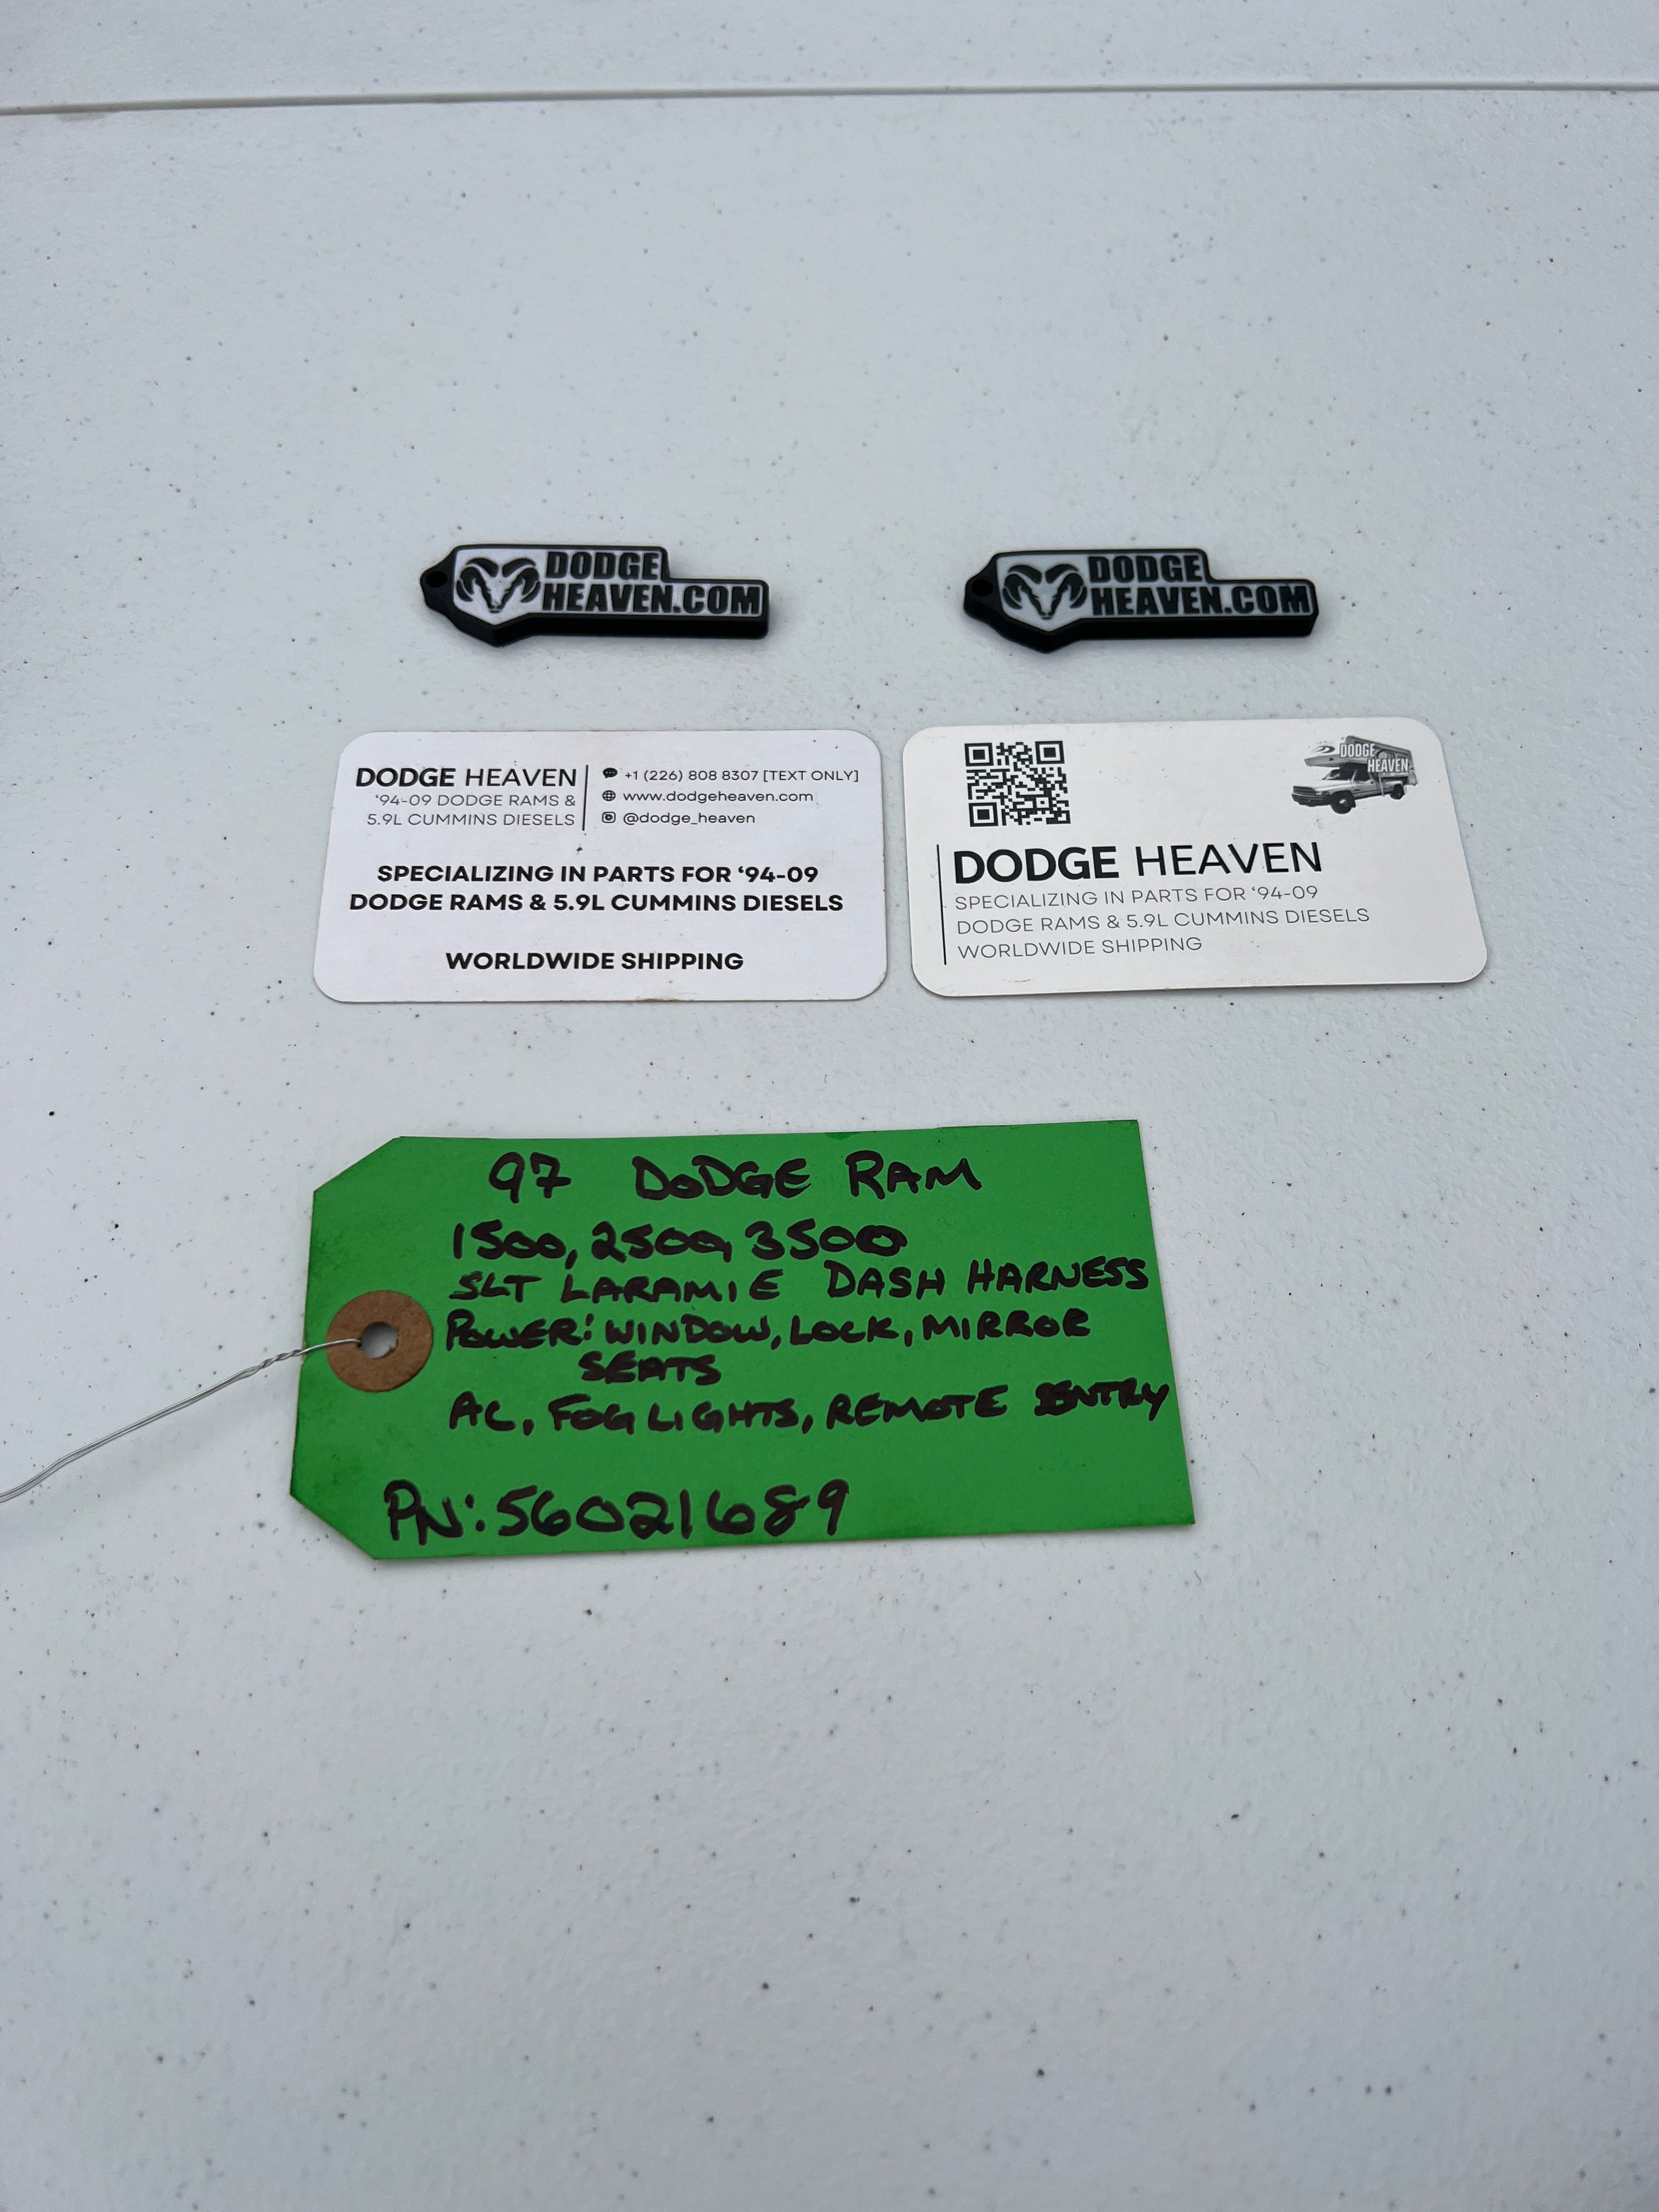 DODGE
HEAVEN.COM
DODGE
HEAVEN.COM
DODGE HEAVEN
'94-09 DODGE RAMS &
5.9L CUMMINS DIESELS
+1 (226) 808 8307 [TEXT ONLY]
www.dodgeheaven.com
@dodge_heaven
SPECIALIZING IN PARTS FOR ‘94-09
DODGE RAMS & 5.9L CUMMINS DIESELS
WORLDWIDE SHIPPING
DODGE
HEAVEN
DODGE HEAVEN
SPECIALIZING IN PARTS FOR ‘94-09
DODGE RAMS & 5.9L CUMMINS DIESELS
WORLDWIDE SHIPPING
97 DODGE RAM
1500, 2500, 3500
SLT LARAMIE DASH HARNESS
POWER: WINDOW, LOCK, MIRROR
SEATS
AC, FOG LIGHTS, REMOTE ENTRY
PN: 56021689